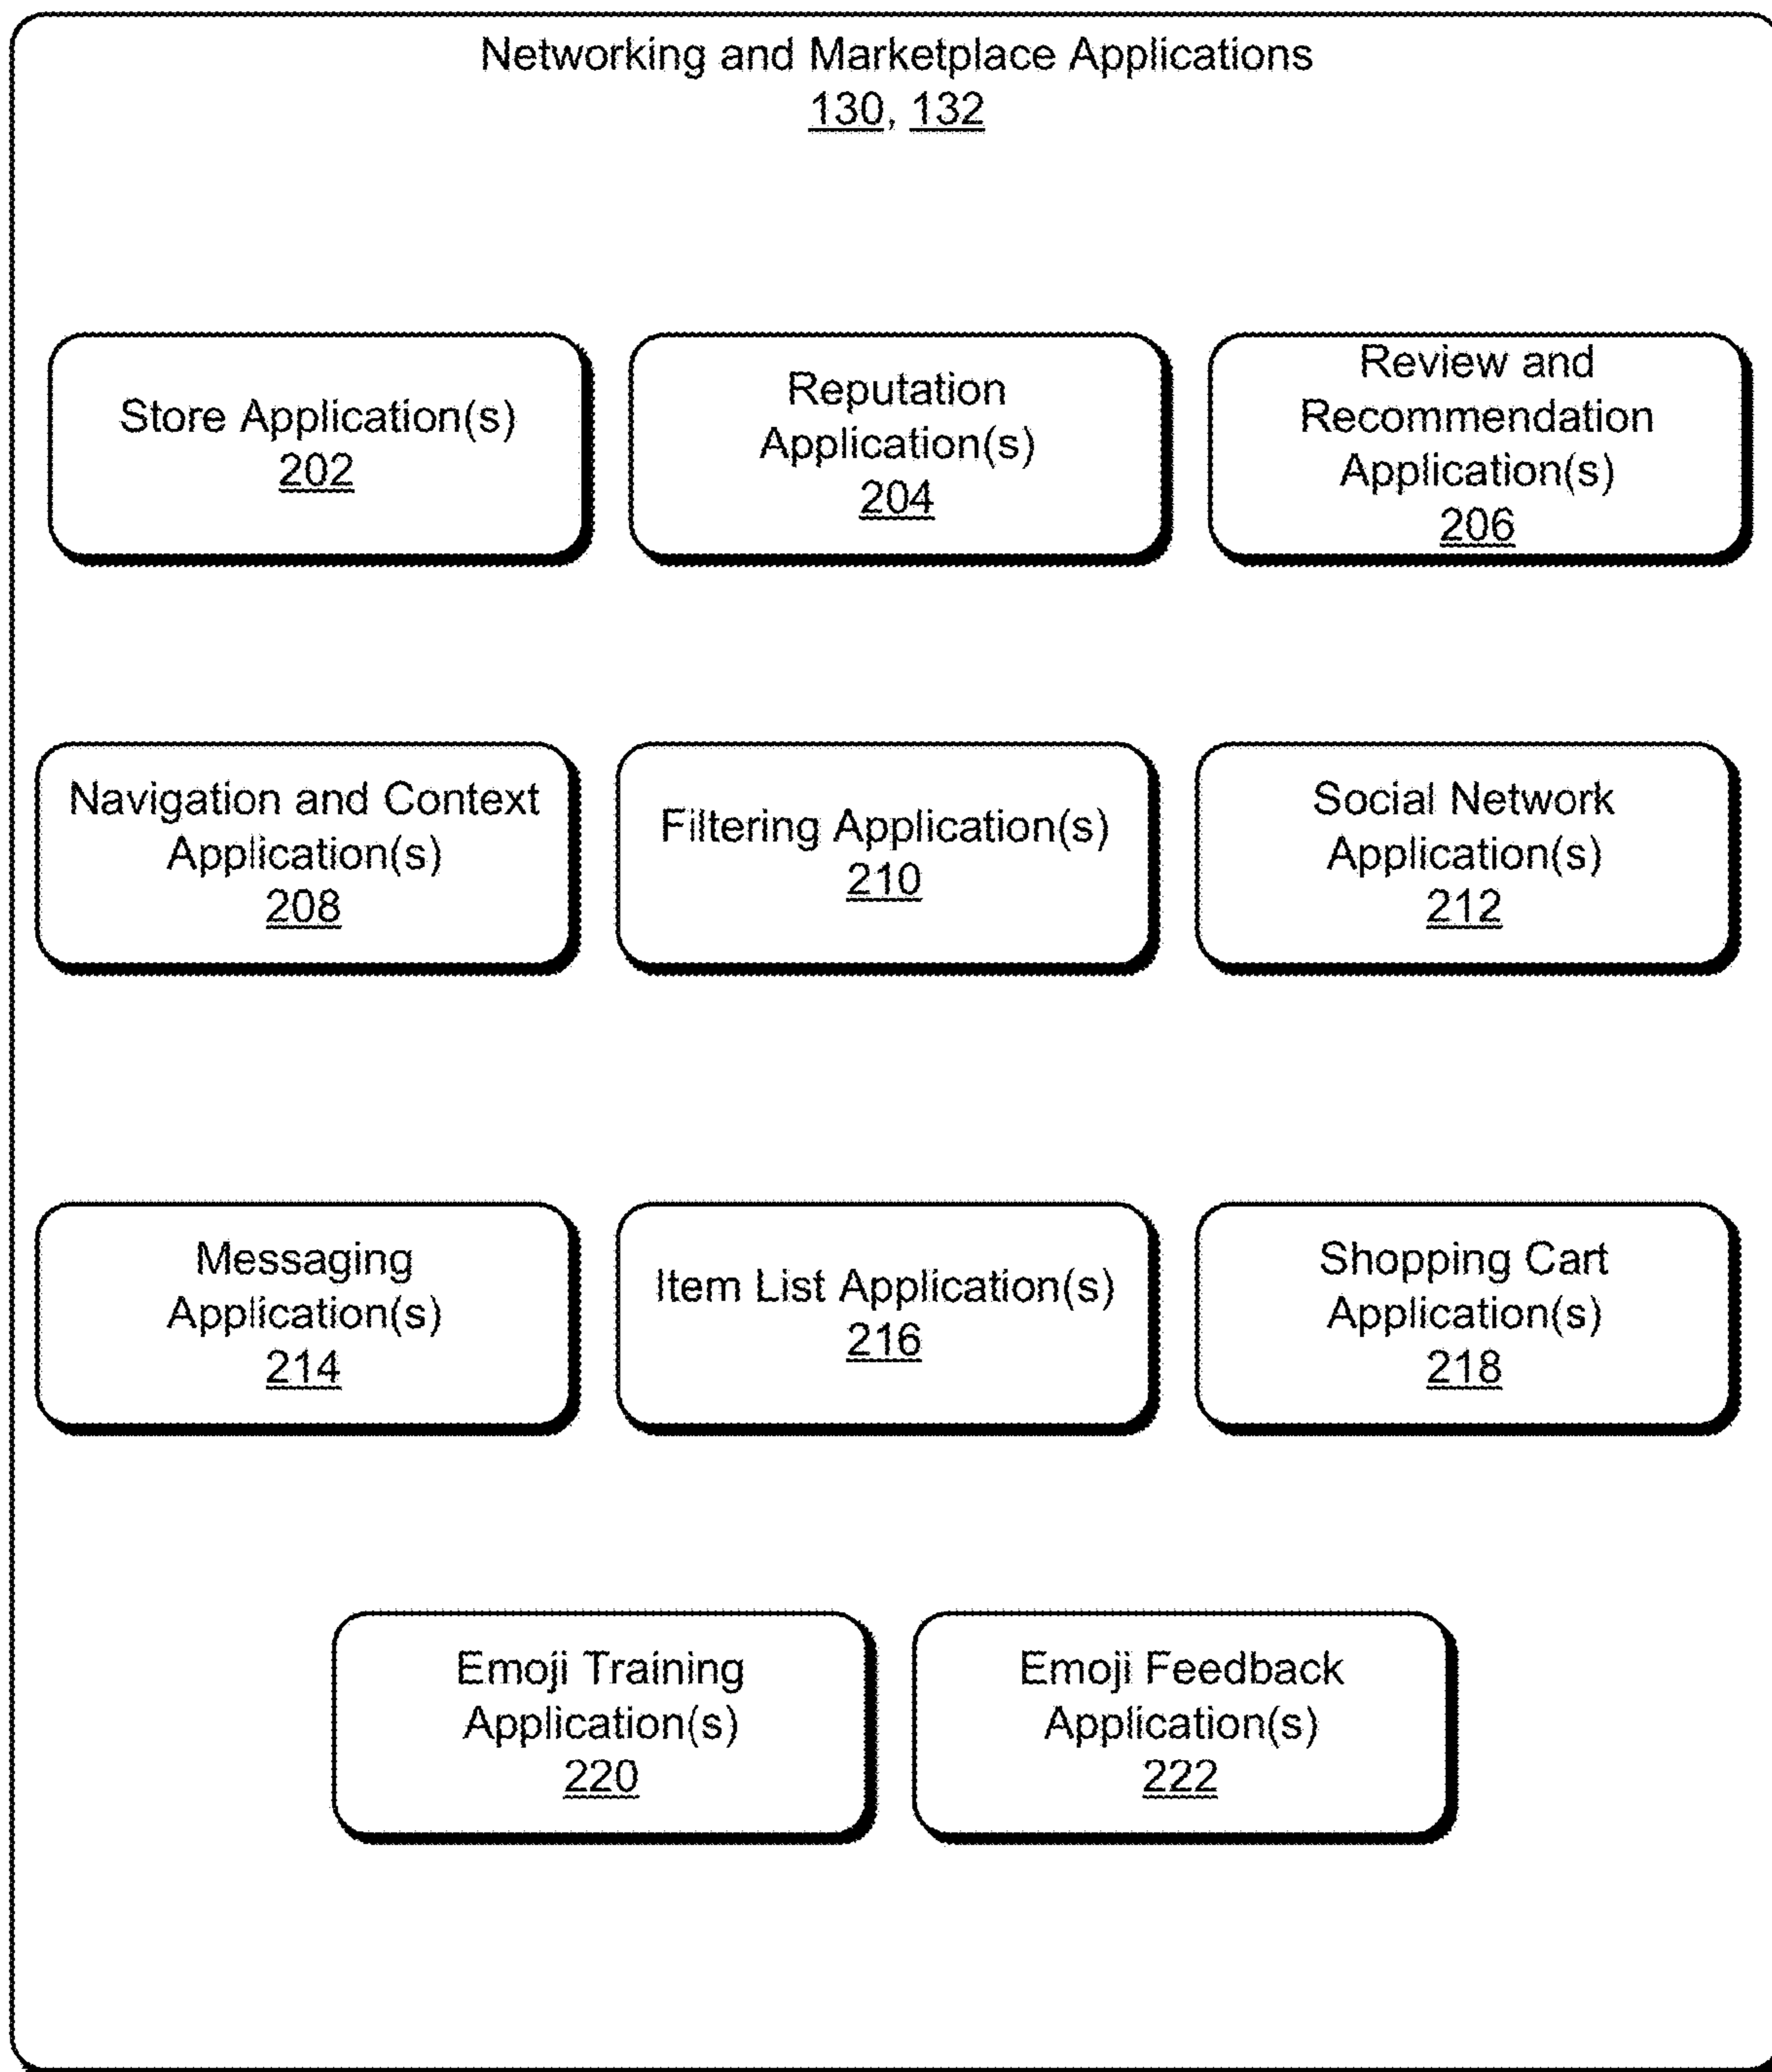 Networking and Marketplace Applications
130, 132
Store Application(s)
202
Reputation
Application(s)
204
Review and
Recommendation
Application(s)
206
Navigation and Context
Application(s)
208
Filtering Application(s)
210
Social Network
Application(s)
212
Messaging
Application(s)
214
Item List Application(s)
216
Shopping Cart
Application(s)
218
Emoji Training
Application(s)
220
Emoji Feedback
Application(s)
222